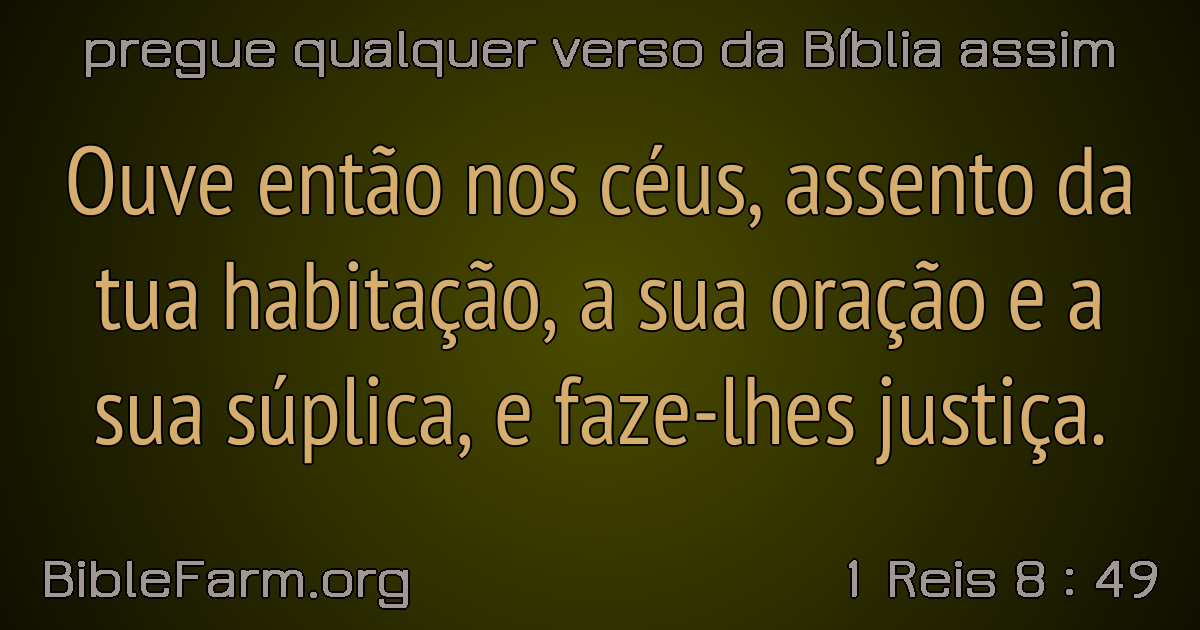 pregue qualquer verso da Bíblia assim
Ouve então nos céus, assento da
tua habitação, a sua oração e a
sua súplica, e faze-lhes justiça.
BibleFarm.org
1 Reis 8 : 49